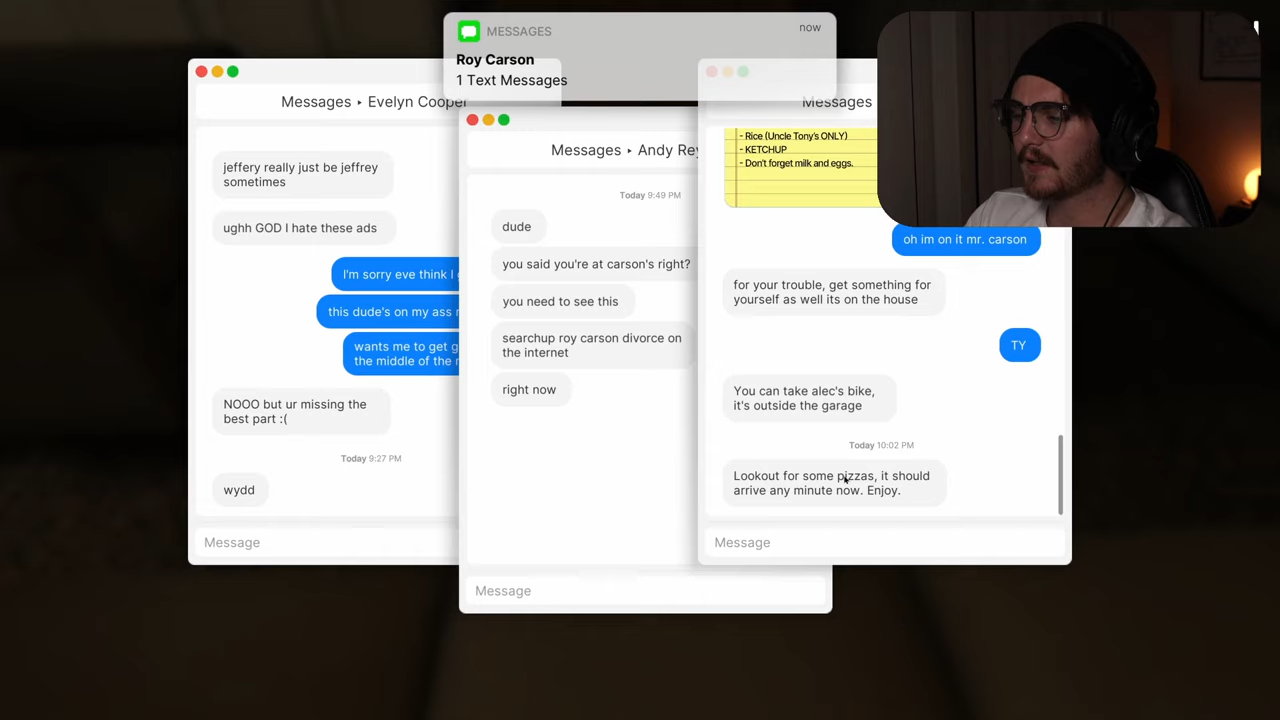 MESSAGES
now
Roy Carson
1 Text Messages
Messages ▸ Evelyn Cooper
jeffery really just be jeffrey
sometimes
ughh GOD I hate these ads
I'm sorry eve think I
this dude's on my ass
wants me to get
the middle of the
NOOO but ur missing the
best part :(
Today 9:27 PM
wydd
Message
Messages ▸ Andy
Today 9:49 PM
dude
you said you're at carson's right?
you need to see this
searchup roy carson divorce on
the internet
right now
Message
Messages
- Rice (Uncle Tony's ONLY)
- KETCHUP
- Don't forget milk and eggs.
oh im on it mr. carson
for your trouble, get something for
yourself as well its on the house
TY
You can take alec's bike,
it's outside the garage
Today 10:02 PM
Lookout for some pizzas, it should
arrive any minute now. Enjoy.
Message